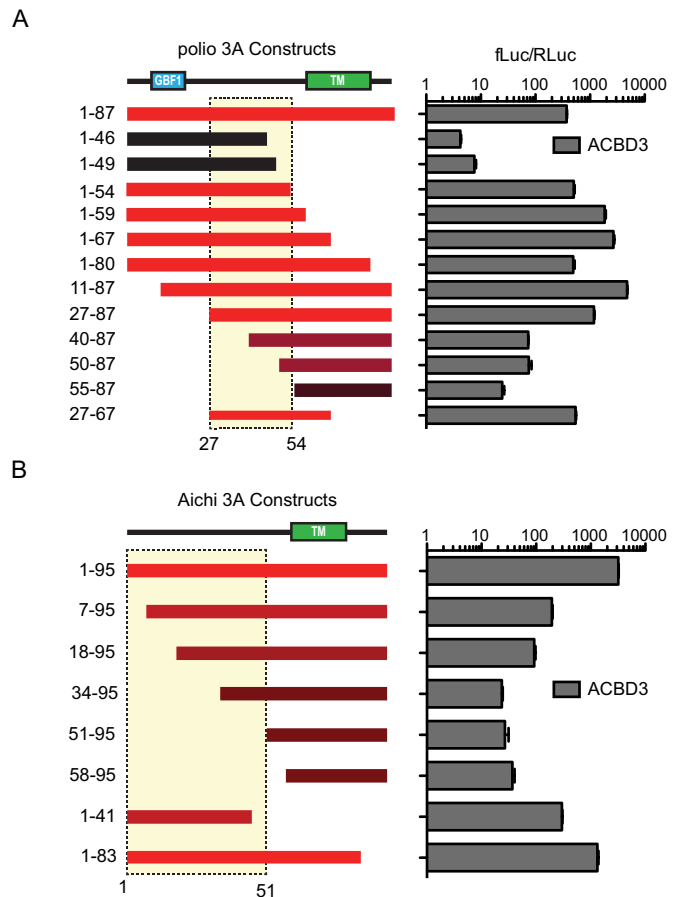 A
polio 3A Constructs
fLuc/RLuc
GBF1
TM
1 10 100 1000 10000
1-87
ACBD3
1-46
1-49
1-54
1-59
1-67
1-80
11-87
27-87
40-87
50-87
55-87
27-67
27 54
B
Aichi 3A Constructs
TM
1 10 100 1000 10000
1-95
7-95
18-95
ACBD3
34-95
51-95
58-95
1-41
1-83
1 51